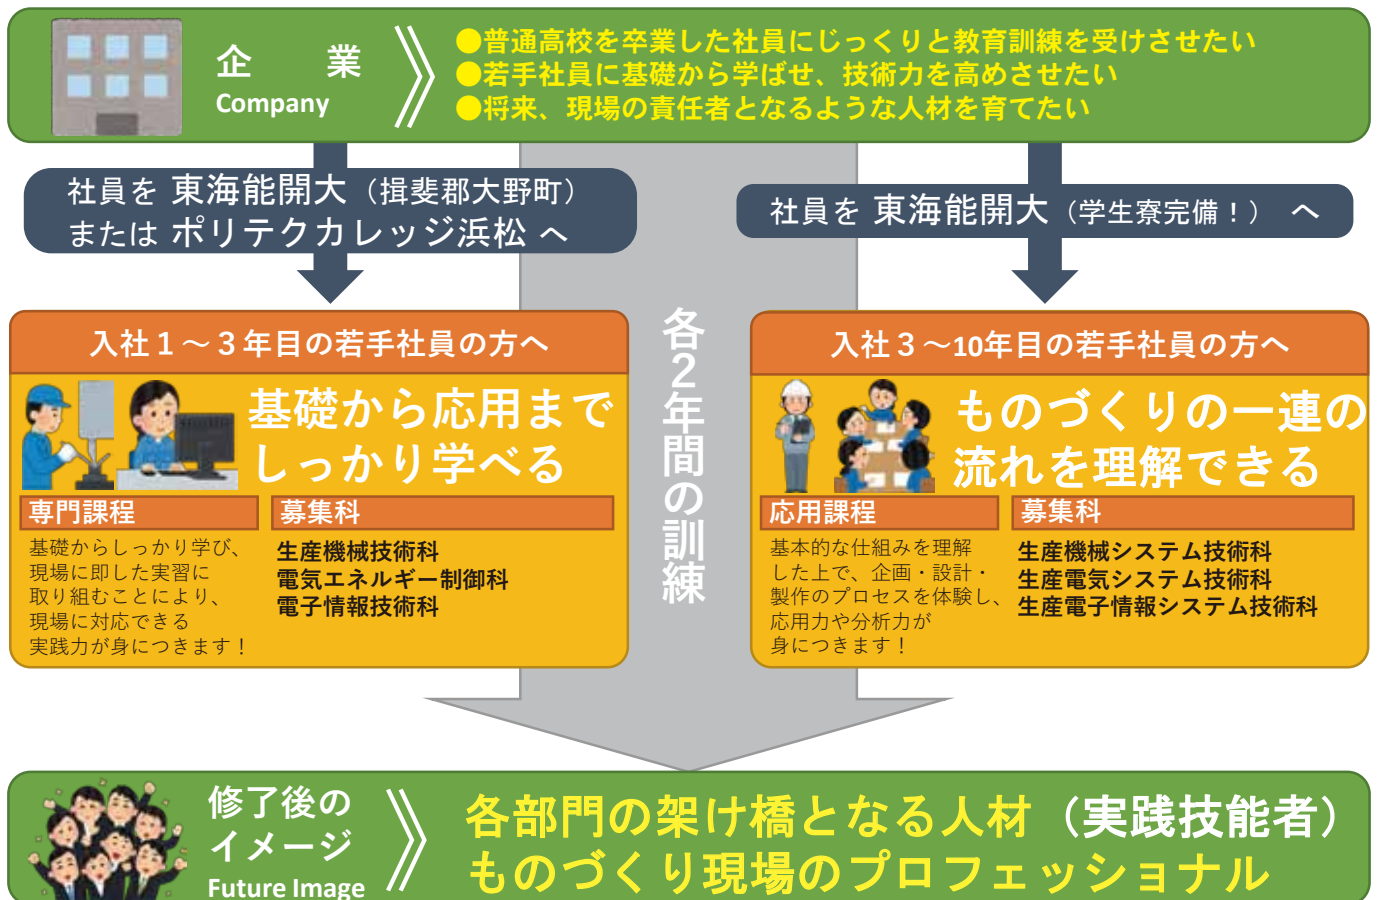 企　業
Company
●普通高校を卒業した社員にじっくりと教育訓練を受けさせたい
●若手社員に基礎から学ばせ、技術力を高めさせたい
●将来、現場の責任者となるような人材を育てたい
社員を 東海能開大（揖斐郡大野町）
または ポリテクカレッジ浜松 へ
社員を 東海能開大（学生寮完備！） へ
各2年間の訓練
入社１～３年目の若手社員の方へ
基礎から応用まで
しっかり学べる
専門課程
基礎からしっかり学び、
現場に即した実習に
取り組むことにより、
現場に対応できる
実践力が身につきます！
募集科
生産機械技術科
電気エネルギー制御科
電子情報技術科
入社３～10年目の若手社員の方へ
ものづくりの一連の
流れを理解できる
応用課程
基本的な仕組みを理解
した上で、企画・設計・
製作のプロセスを体験し、
応用力や分析力が
身につきます！
募集科
生産機械システム技術科
生産電気システム技術科
生産電子情報システム技術科
修了後の
イメージ
Future Image
各部門の架け橋となる人材（実践技能者）
ものづくり現場のプロフェッショナル